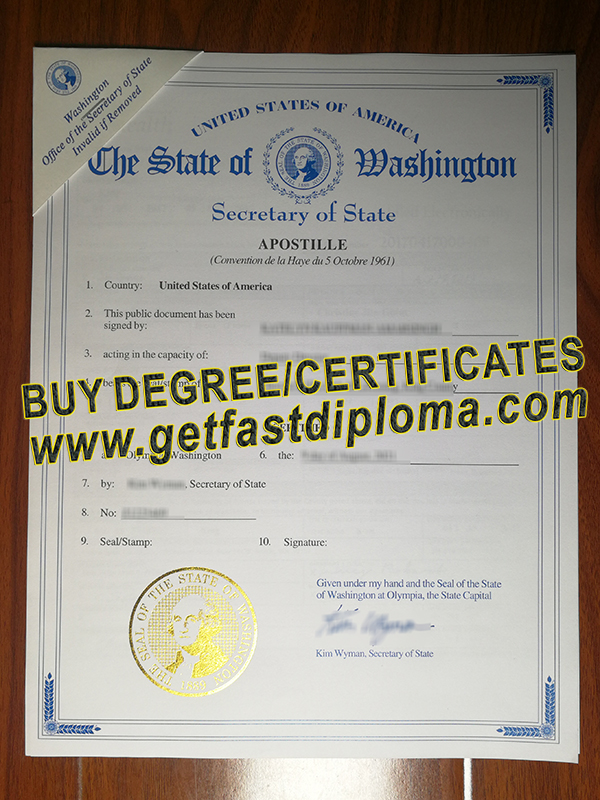 Washington
Office of the Secretary of State
Invalid if Removed
UNITED STATES OF AMERICA
The State of Washington
Secretary of State
APOSTILLE
(Convention de la Haye du 5 Octobre 1961)
1. Country: United States of America
2. This public document has been
signed by:
3. acting in the capacity of:
BUY DEGREE/CERTIFICATES
www.getfastdiploma.com
Washington
6. the:
7. by: Kim Wyman, Secretary of State
8. No:
9. Seal/Stamp:
10. Signature:
THE SEAL OF THE STATE OF WASHINGTON
1889
Given under my hand and the Seal of the State
of Washington at Olympia, the State Capital
Kim Wyman, Secretary of State